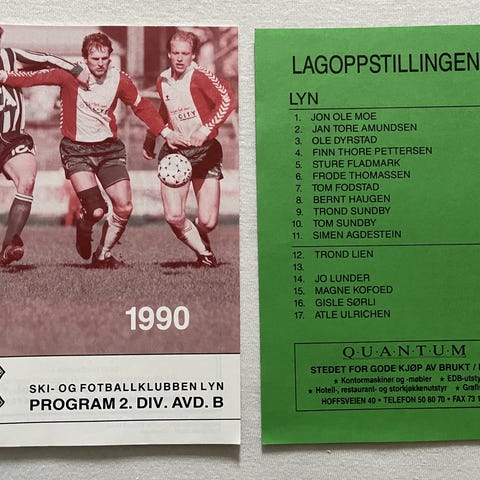 CITY
1990
SKI- OG FOTBALLKLUBBEN LYN
PROGRAM 2. DIV. AVD. B
LAGOPPSTILLINGEN
LYN
1. JON OLE MOE
2. JAN TORE AMUNDSEN
3. OLE DYRSTAD
4. FINN THORE PETTERSEN
5. STURE FLADMARK
6. FRODE THOMASSEN
7. TOM FODSTAD
8. BERNT HAUGEN
9. TROND SUNDBY
10. TOM SUNDBY
11. SIMEN AGDESTEIN
12. TROND LIEN
13.
14. JO LUNDER
15. MAGNE KOFOED
16. GISLE SØRLI
17. ATLE ULRICHEN
Q·U·A·N·T·U·M
STEDET FOR GODE KJØP AV BRUKT /
★ Kontormaskiner og -møbler ★ EDB-utsty
★ Hotell-, restaurant- og storkjøkkenutstyr ★ Grafis
HOFFSVEIEN 40 • TELEFON 50 80 70 • FAX 73 1